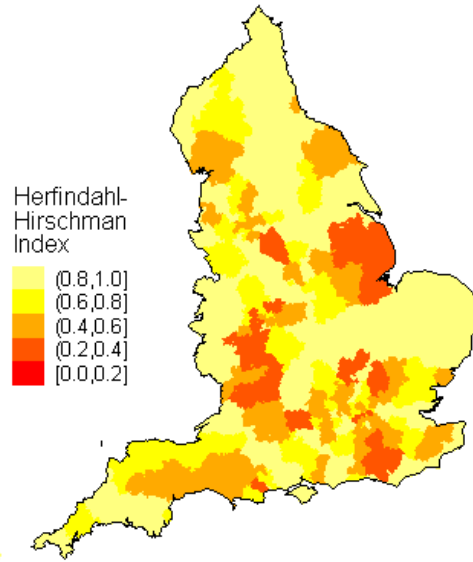 Herfindahl-
Hirschman
Index
(0.8,1.0]
(0.6,0.8]
(0.4,0.6]
(0.2,0.4]
[0.0,0.2]